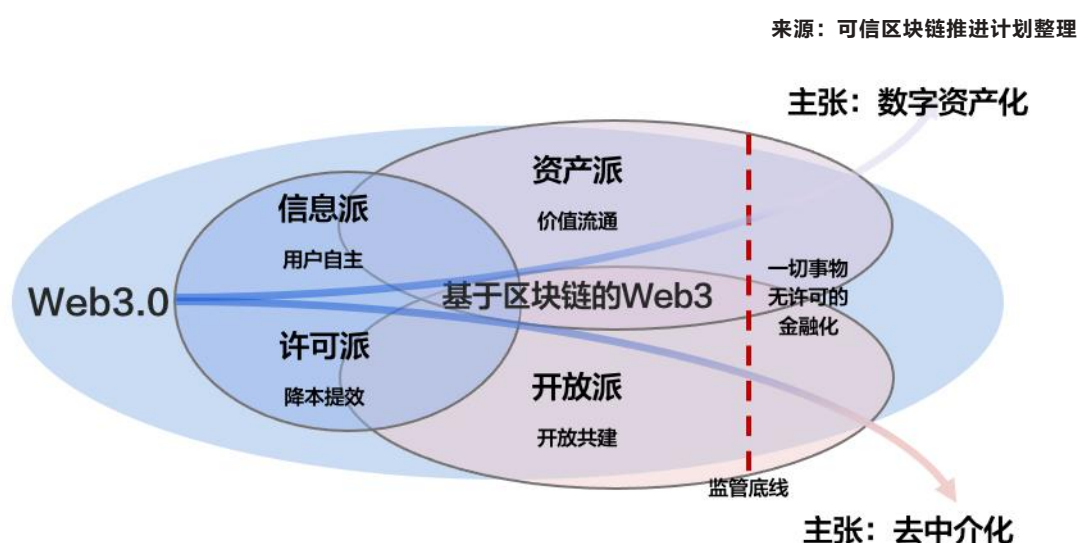 来源：可信区块链推进计划整理
主张：数字资产化
资产派
价值流通
信息派
用户自主
一切事物
无许可的
金融化
Web3.0
基于区块链的Web3
许可派
降本提效
开放派
开放共建
监管底线
主张：去中介化